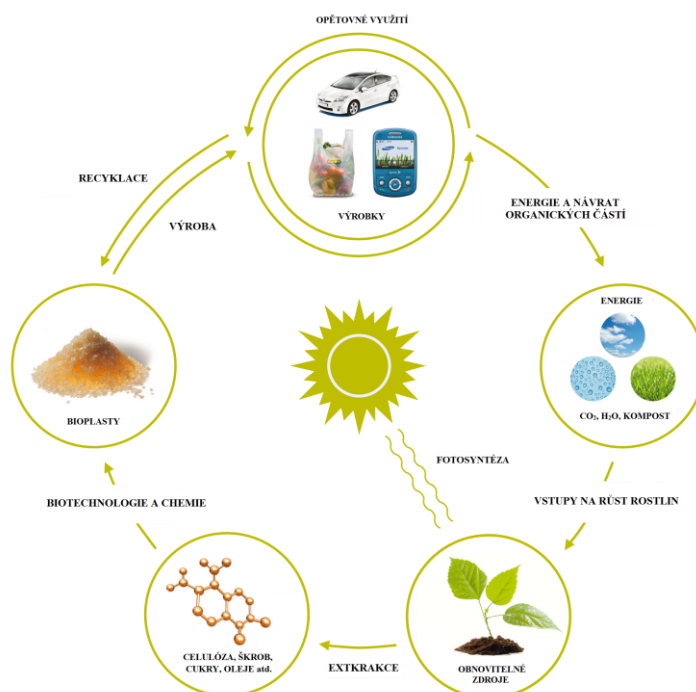 OPĚTOVNÉ VYUŽITÍ
VÝROBKY
RECYKLACE
VÝROBA
ENERGIE A NÁVRAT
ORGANICKÝCH ČÁSTÍ
ENERGIE
CO₂, H₂O, KOMPOST
BIOPLASTY
FOTOSYNTÉZA
BIOTECHNOLOGIE A CHEMIE
VSTUPY NA RŮST ROSTLIN
CELULÓZA, ŠKROB,
CUKRY, OLEJE atd.
EXTKRAKCE
OBNOVITELNÉ
ZDROJE